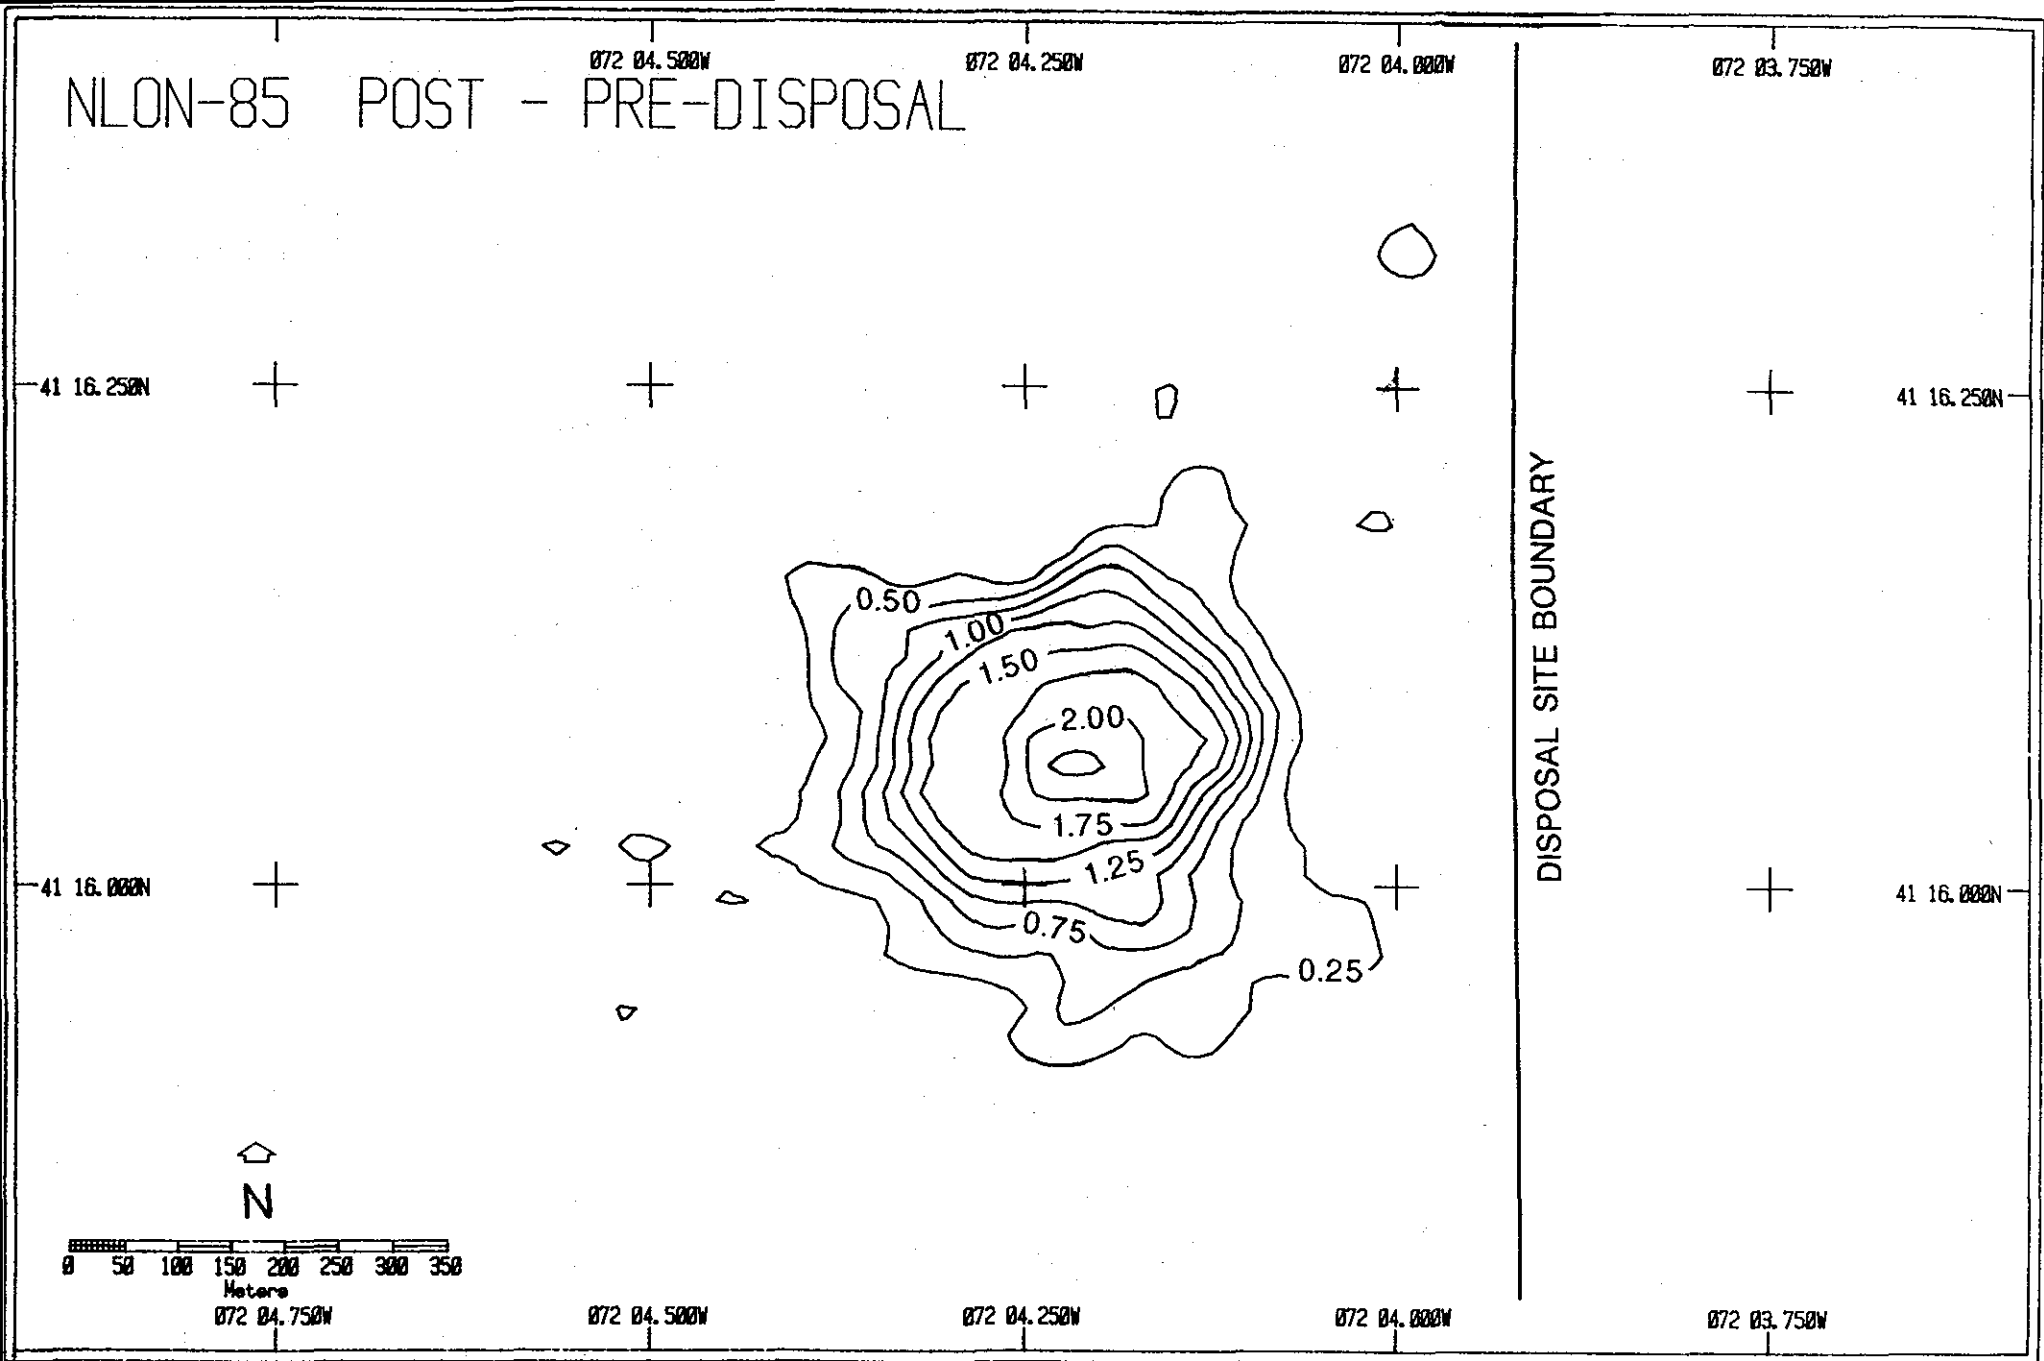 072 04.500W 072 04.250W 072 04.000W 072 03.750W
NLON-85 POST - PRE-DISPOSAL
41 16.250N 41 16.250N
DISPOSAL SITE BOUNDARY
0.50
1.00
1.50
2.00
1.75
1.25
41 16.000N 41 16.000N
0.75
0.25
N
0 50 100 150 200 250 300 350
Meters
072 04.750W 072 04.500W 072 04.250W 072 04.000W 072 03.750W